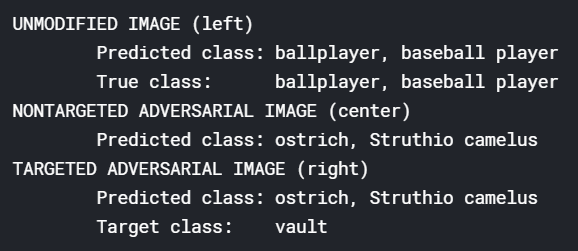 UNMODIFIED IMAGE (left)
Predicted class: ballplayer, baseball player
True class: ballplayer, baseball player
NONTARGETED ADVERSARIAL IMAGE (center)
Predicted class: ostrich, Struthio camelus
TARGETED ADVERSARIAL IMAGE (right)
Predicted class: ostrich, Struthio camelus
Target class: vault